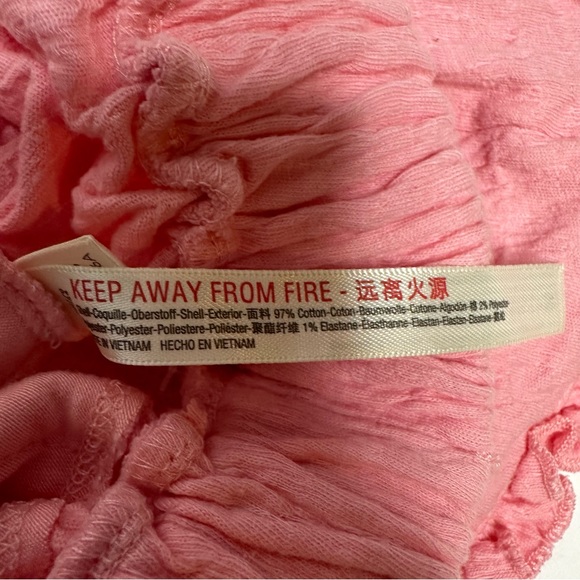 KEEP AWAY FROM FIRE - 远离火源
Shell-Coquille-Oberstoff-Shell-Exterior-面料 97% Cotton-Coton-Baumwolle-Cotone-Algodón-棉 2% Polyester-
Polyester-Poliestere-Poliéster-聚酯纤维 1% Elastane-Elasthanne-Elastan-Elastan-Elastane-氨纶
IN VIETNAM HECHO EN VIETNAM